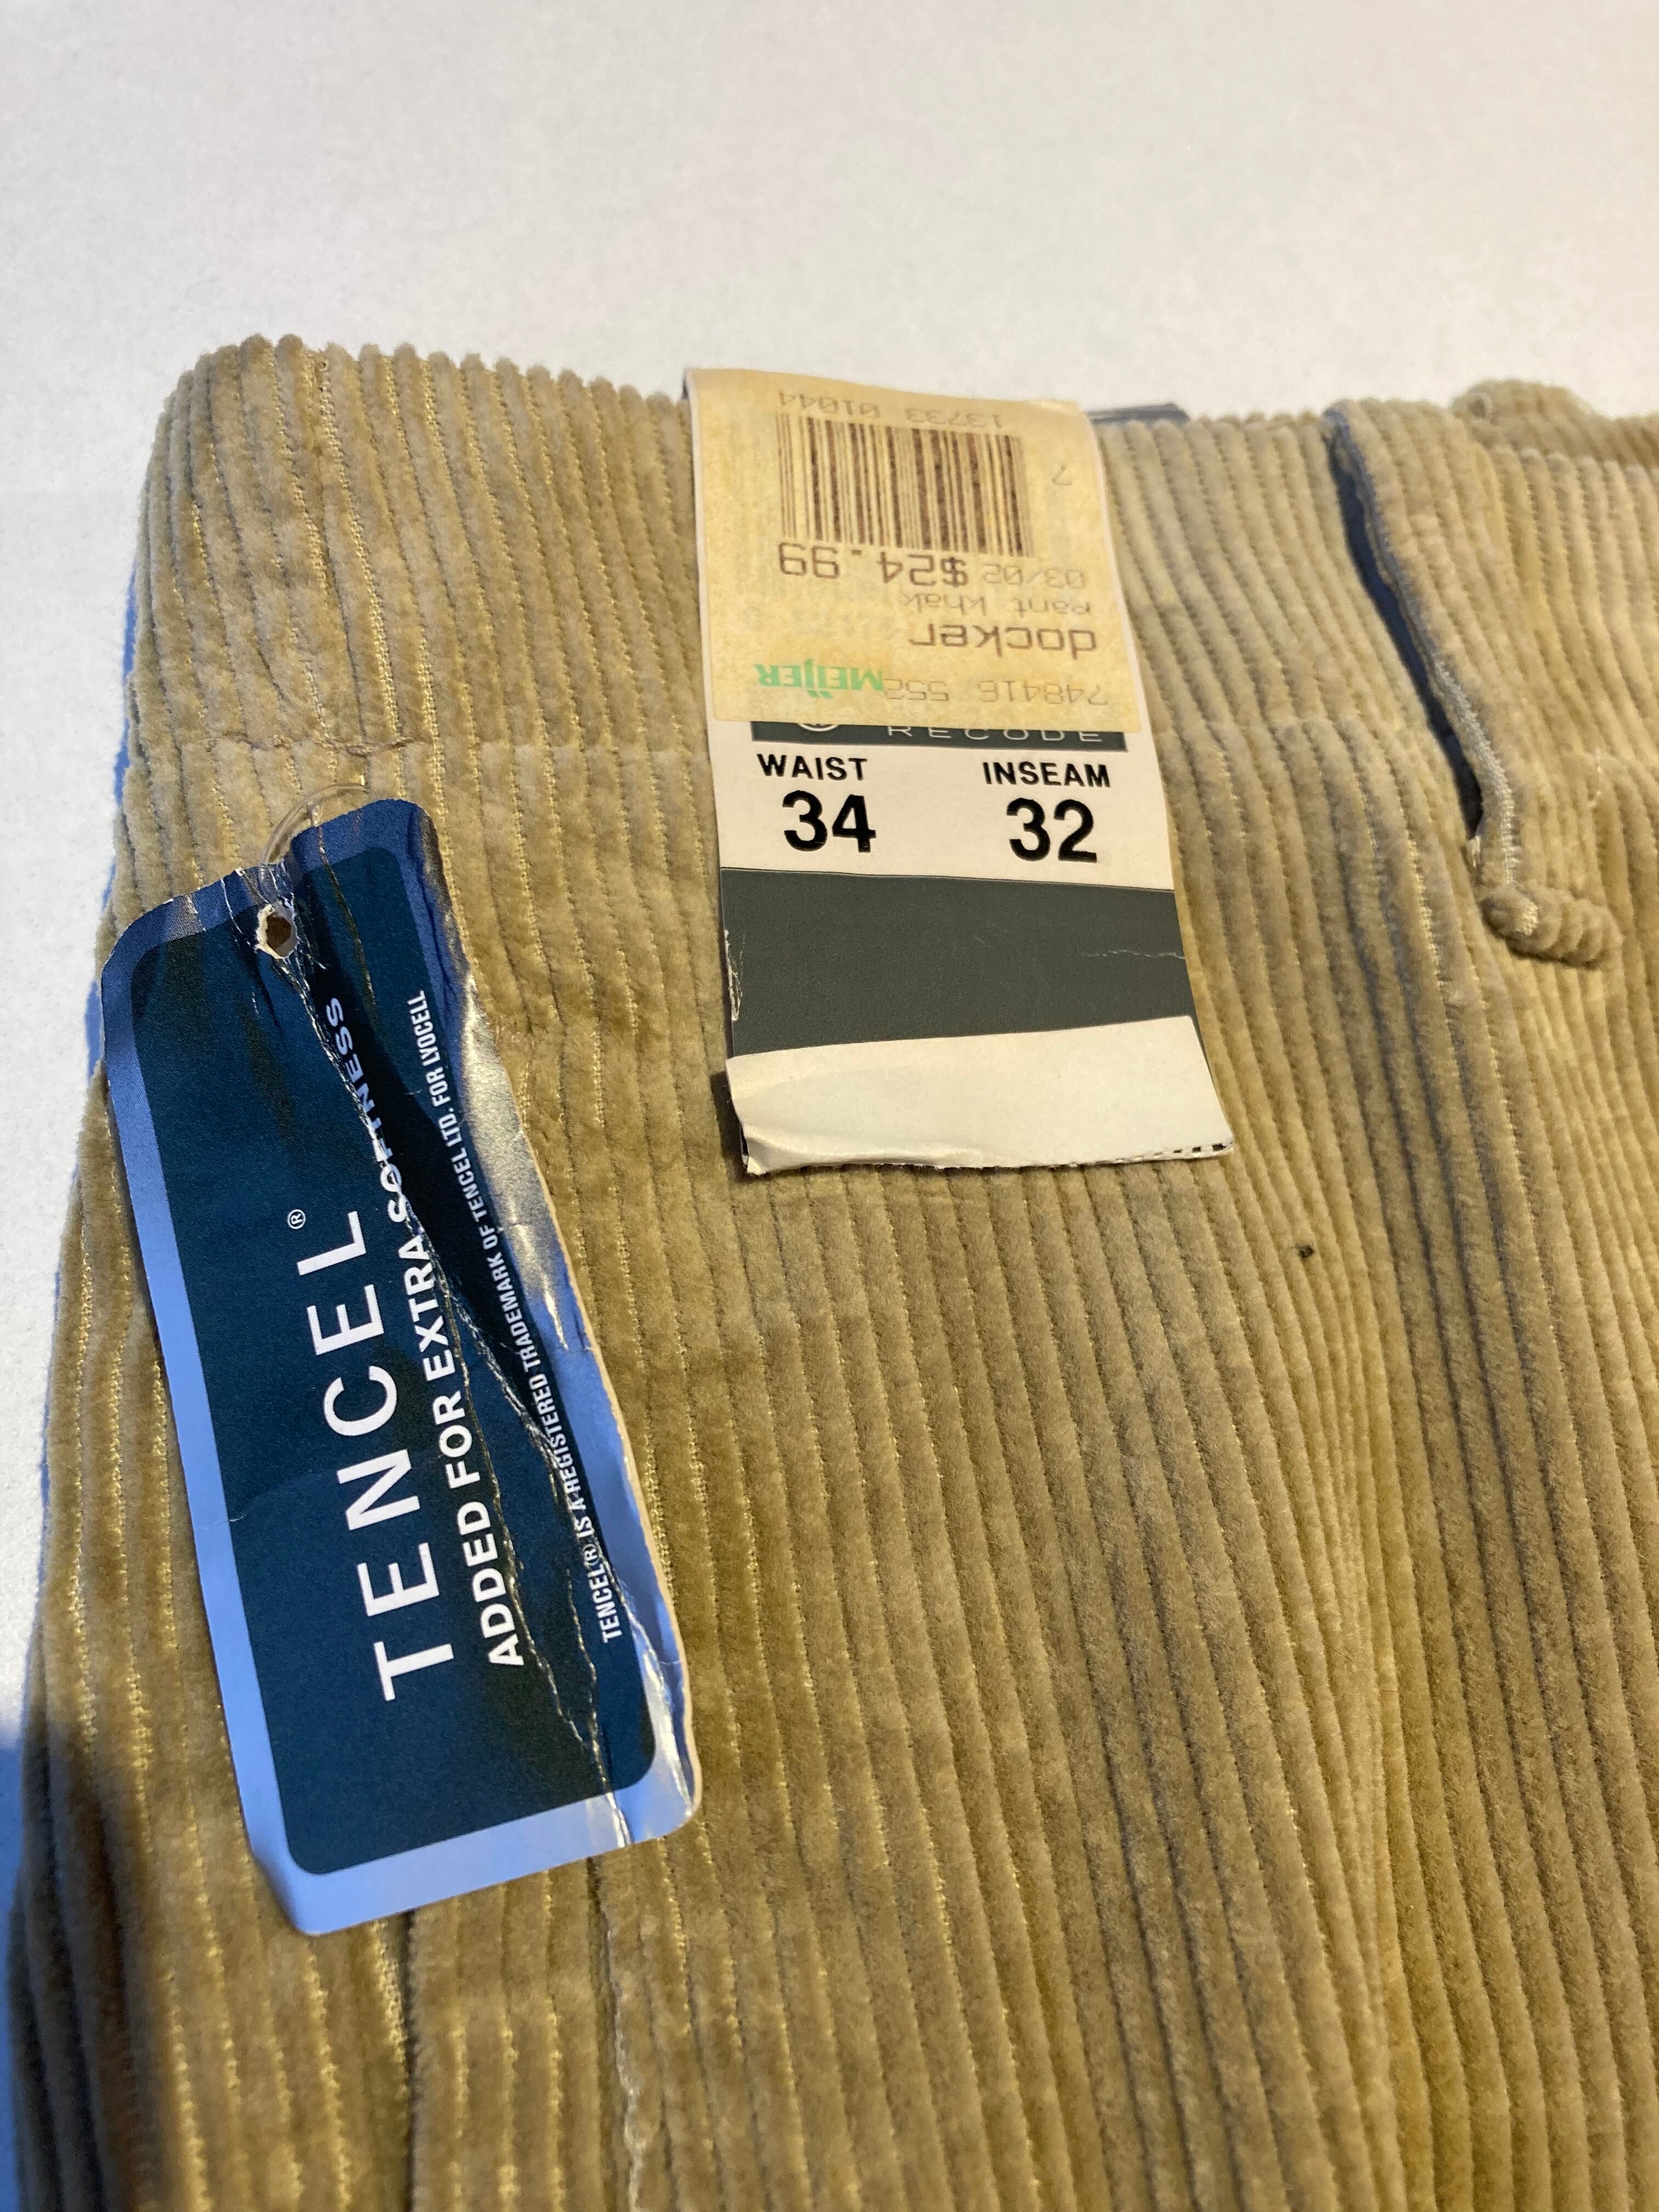 748416 552 MEIJER
docker
Pant khak
03/02 $24.99
7
13733 01044
RECODE
WAIST INSEAM
34 32
TENCEL®
ADDED FOR EXTRA SOFTNESS
TENCEL® IS A REGISTERED TRADEMARK OF TENCEL LTD. FOR LYOCELL